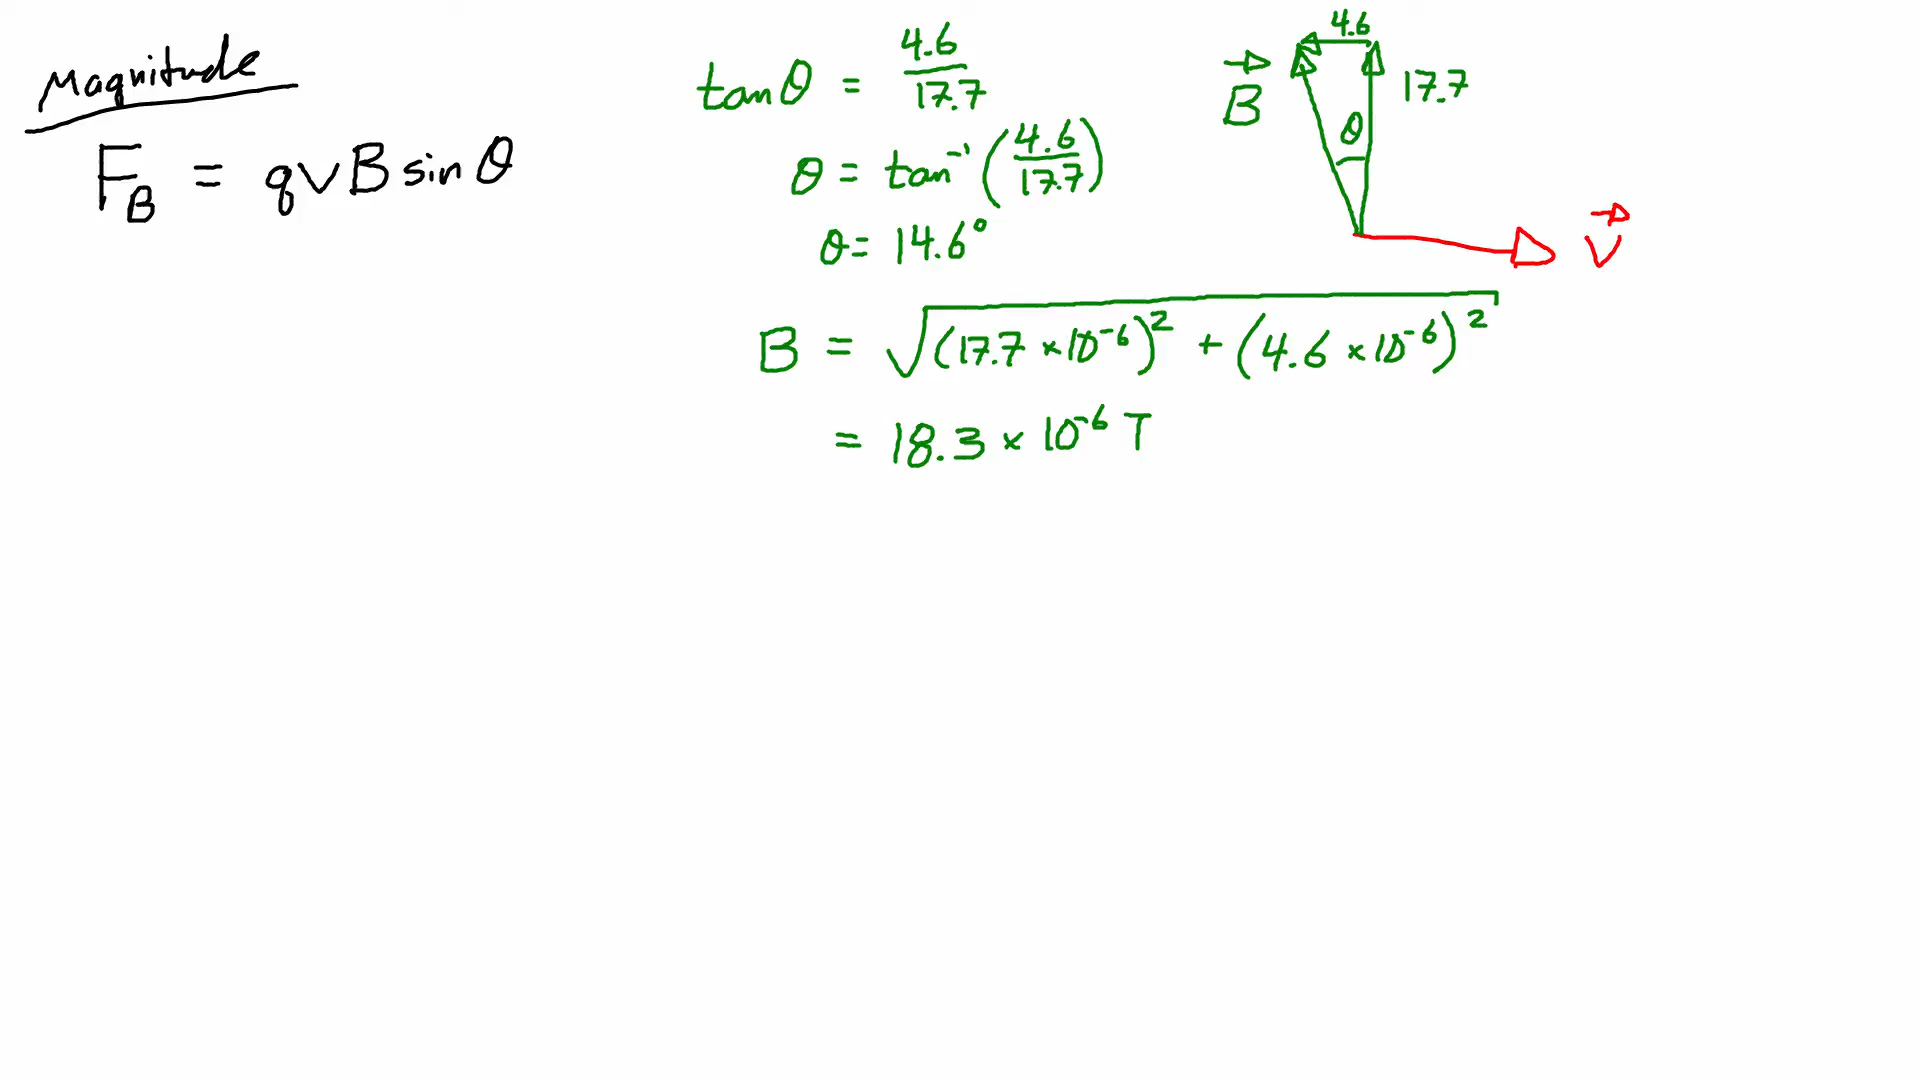 Magnitude
F_B = qvB sin θ
tan θ = 4.6/17.7
θ = tan⁻¹ (4.6/17.7)
θ = 14.6°
4.6
B⃗
17.7
θ
v⃗
B = √((17.7 × 10⁻⁶)² + (4.6 × 10⁻⁶)²)
= 18.3 × 10⁻⁶ T